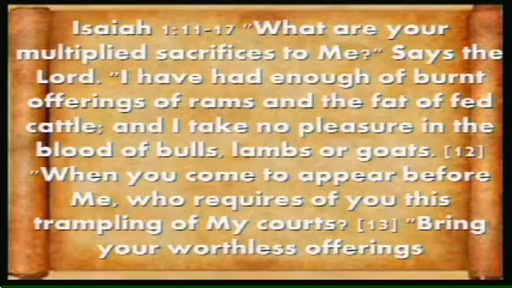 Isaiah 1:11-17 "What are your
multiplied sacrifices to Me?" Says the
Lord. "I have had enough of burnt
offerings of rams and the fat of fed
cattle; and I take no pleasure in the
blood of bulls, lambs or goats. [12]
"When you come to appear before
Me, who requires of you this
trampling of My courts? [13] "Bring
your worthless offerings